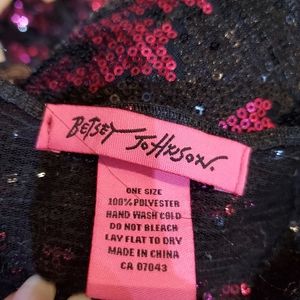 BETSEY JOHNSON.
ONE SIZE
100% POLYESTER
HAND WASH COLD
DO NOT BLEACH
LAY FLAT TO DRY
MADE IN CHINA
CA 07043